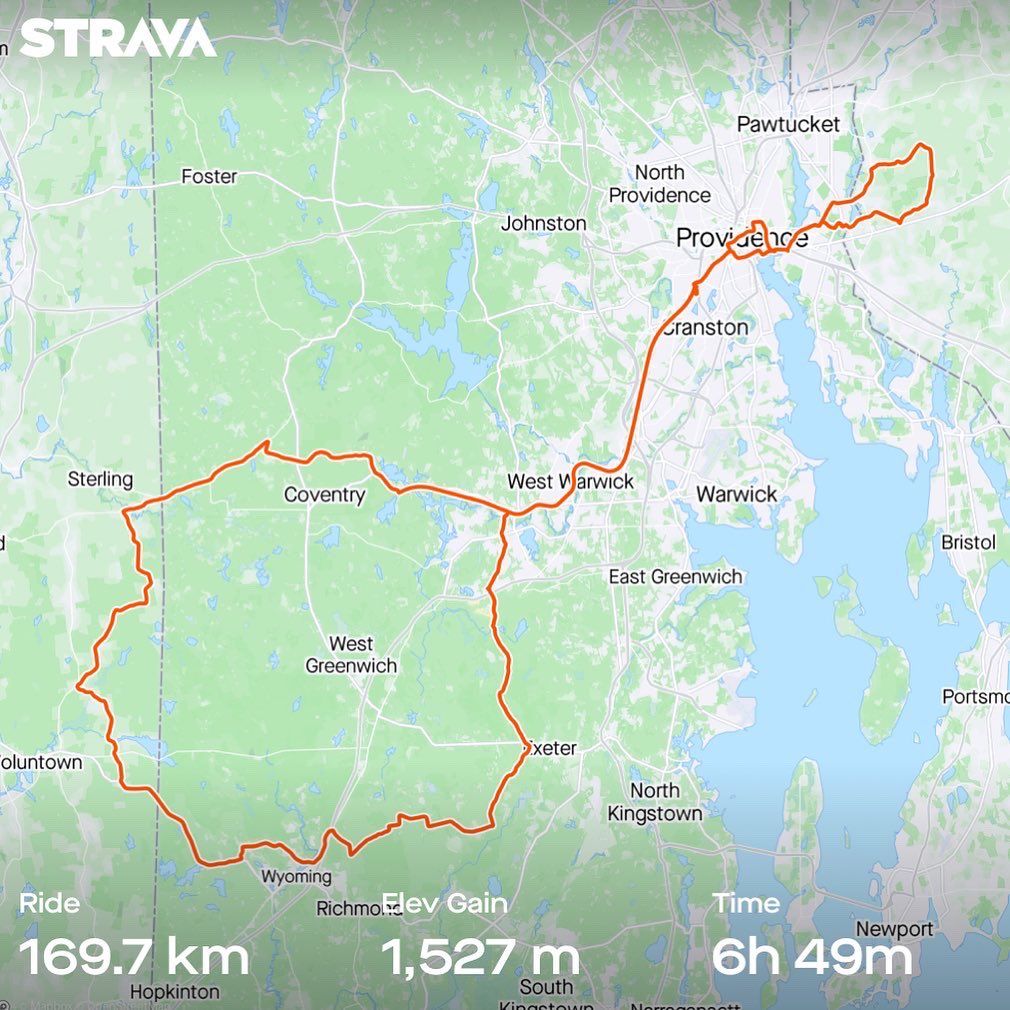 STRAVA
Pawtucket
Foster
North
Providence
Johnston
Providence
Cranston
Sterling
Coventry
West Warwick
Warwick
Bristol
East Greenwich
West
Greenwich
Portsmo
Exeter
oluntown
North
Kingstown
Wyoming
Richmond
Ride
Elev Gain
Time
169.7 km
1,527 m
6h 49m
Newport
Hopkinton
South
Kingstown
Narragansett